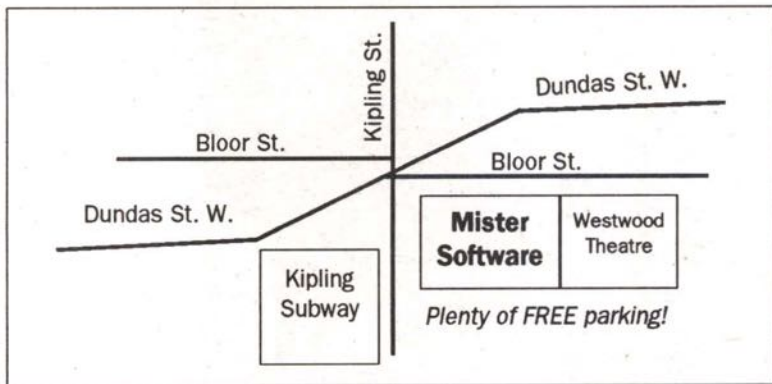 Kipling St.
Dundas St. W.
Bloor St.
Bloor St.
Dundas St. W.
Mister
Software
Westwood
Theatre
Kipling
Subway
Plenty of FREE parking!